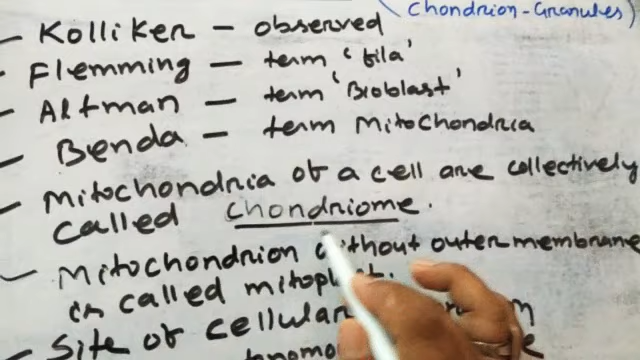 (Chondrion-Granules)
- Kolliker - observed
- Flemming - term 'fila'
- Altman - term 'Bioblast'
- Benda - term Mitochondria
- Mitochondria of a cell are collectively
called chondriome.
- Mitochondrion without outer membrane
is called
- Site of cellular